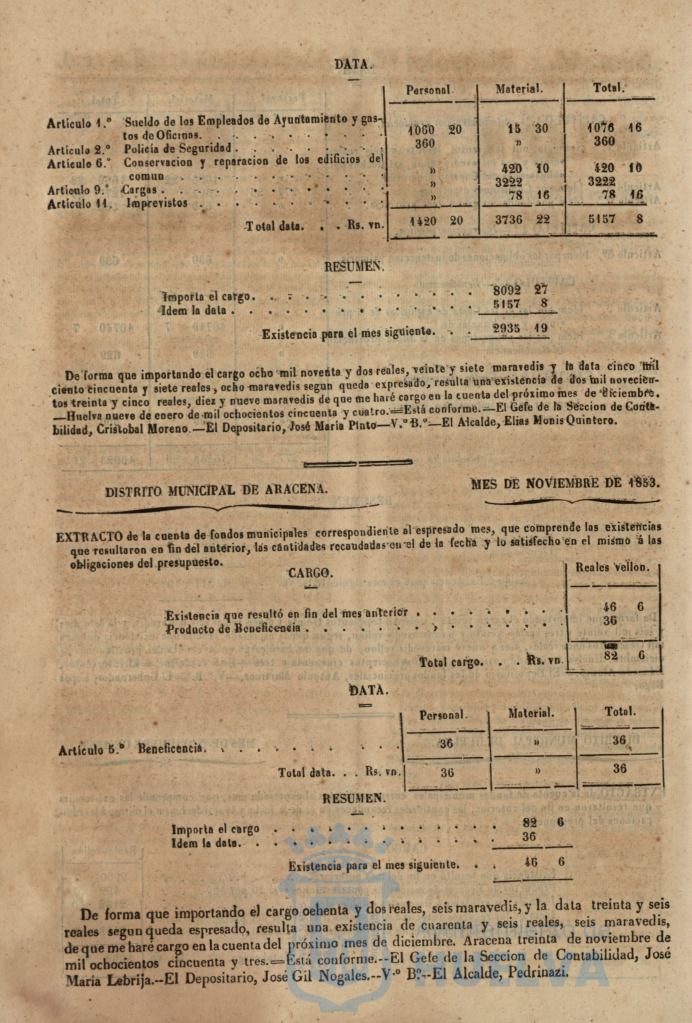 DATA.
Personal. Material. Total.
Articulo 1.º Sueldo de los Empleados de Ayuntamiento y gas-
tos de Oficinas. 1060 20 15 30 1076 16
Articulo 2.º Policia de Seguridad. 360 » 360
Articulo 6.º Conservacion y reparacion de los edificios de
comun » 420 10 420 10
Articulo 9.º Cargas. » 3222 3222
Articulo 11. Imprevistos » 78 16 78 16
Total data. . . Rs. vn. 1420 20 3736 22 5157 8
RESUMEN.
Importa el cargo. 8092 27
Idem la data. 5157 8
Existencia para el mes siguiente. 2935 19
De forma que importando el cargo ocho mil noventa y dos reales, veinte y siete maravedis y la data cinco mil
ciento cincuenta y siete reales, ocho maravedis segun queda expresado, resulta una existencia de dos mil novecien-
tos treinta y cinco reales, diez y nueve maravedis de que me haré cargo en la cuenta del próximo mes de diciembre.
—Huelva nueve de enero de mil ochocientos cincuenta y cuatro.=Está conforme.—El Gefe de la Seccion de Conta-
bilidad, Cristobal Moreno.—El Depositario, José Maria Pinto—V.º B.º—El Alcalde, Elias Monis Quintero.
DISTRITO MUNICIPAL DE ARACENA. MES DE NOVIEMBRE DE 1853.
EXTRACTO de la cuenta de fondos municipales correspondiente al espresado mes, que comprende las existencias
que resultaron en fin del anterior, las cantidades recaudadas en el de la fecha y lo satisfecho en el mismo á las
obligaciones del presupuesto.
CARGO. Reales vellon.
Existencia que resultó en fin del mes anterior 46 6
Producto de Beneficencia 36
Total cargo. . . Rs. vn. 82 6
DATA.
Personal. Material. Total.
Artículo 5.º Beneficencia. 36 » 36
Total data. . . Rs. vn. 36 » 36
RESUMEN.
Importa el cargo 82 6
Idem la data. 36
Existencia para el mes siguiente. 46 6
De forma que importando el cargo ochenta y dos reales, seis maravedis, y la data treinta y seis
reales segun queda espresado, resulta una existencia de cuarenta y seis reales, seis maravedis,
de que me haré cargo en la cuenta del próximo mes de diciembre. Aracena treinta de noviembre de
mil ochocientos cincuenta y tres.=Está conforme.--El Gefe de la Seccion de Contabilidad, José
Maria Lebrija.--El Depositario, José Gil Nogales.--V.º B.º--El Alcalde, Pedrinazi.